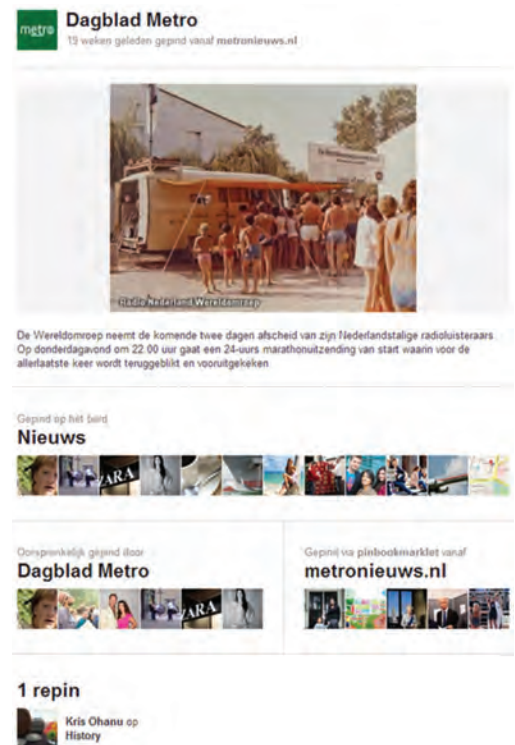 metro
Dagblad Metro
19 weken geleden gepind vanaf metronieuws.nl
Radio Nederland Wereldomroep
De Wereldomroep neemt de komende twee dagen afscheid van zijn Nederlandstalige radioluisteraars.
Op donderdagavond om 22.00 uur gaat een 24-uurs marathonuitzending van start waarin voor de
allerlaatste keer wordt teruggeblikt en vooruitgekeken
Gepind op het bord
Nieuws
ZARA
Oorspronkelijk gepind door
Dagblad Metro
ZARA
Gepind via pinbookmarklet vanaf
metronieuws.nl
1 repin
Kris Ohanu op
History